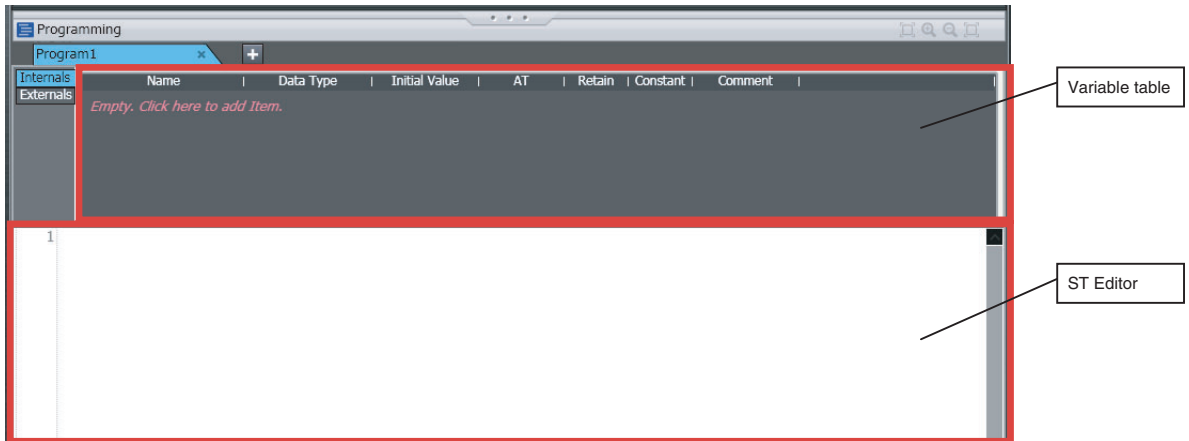 Programming
Program1 × +
Internals Name | Data Type | Initial Value | AT | Retain | Constant | Comment |
Externals
Empty. Click here to add Item.
Variable table
1
ST Editor